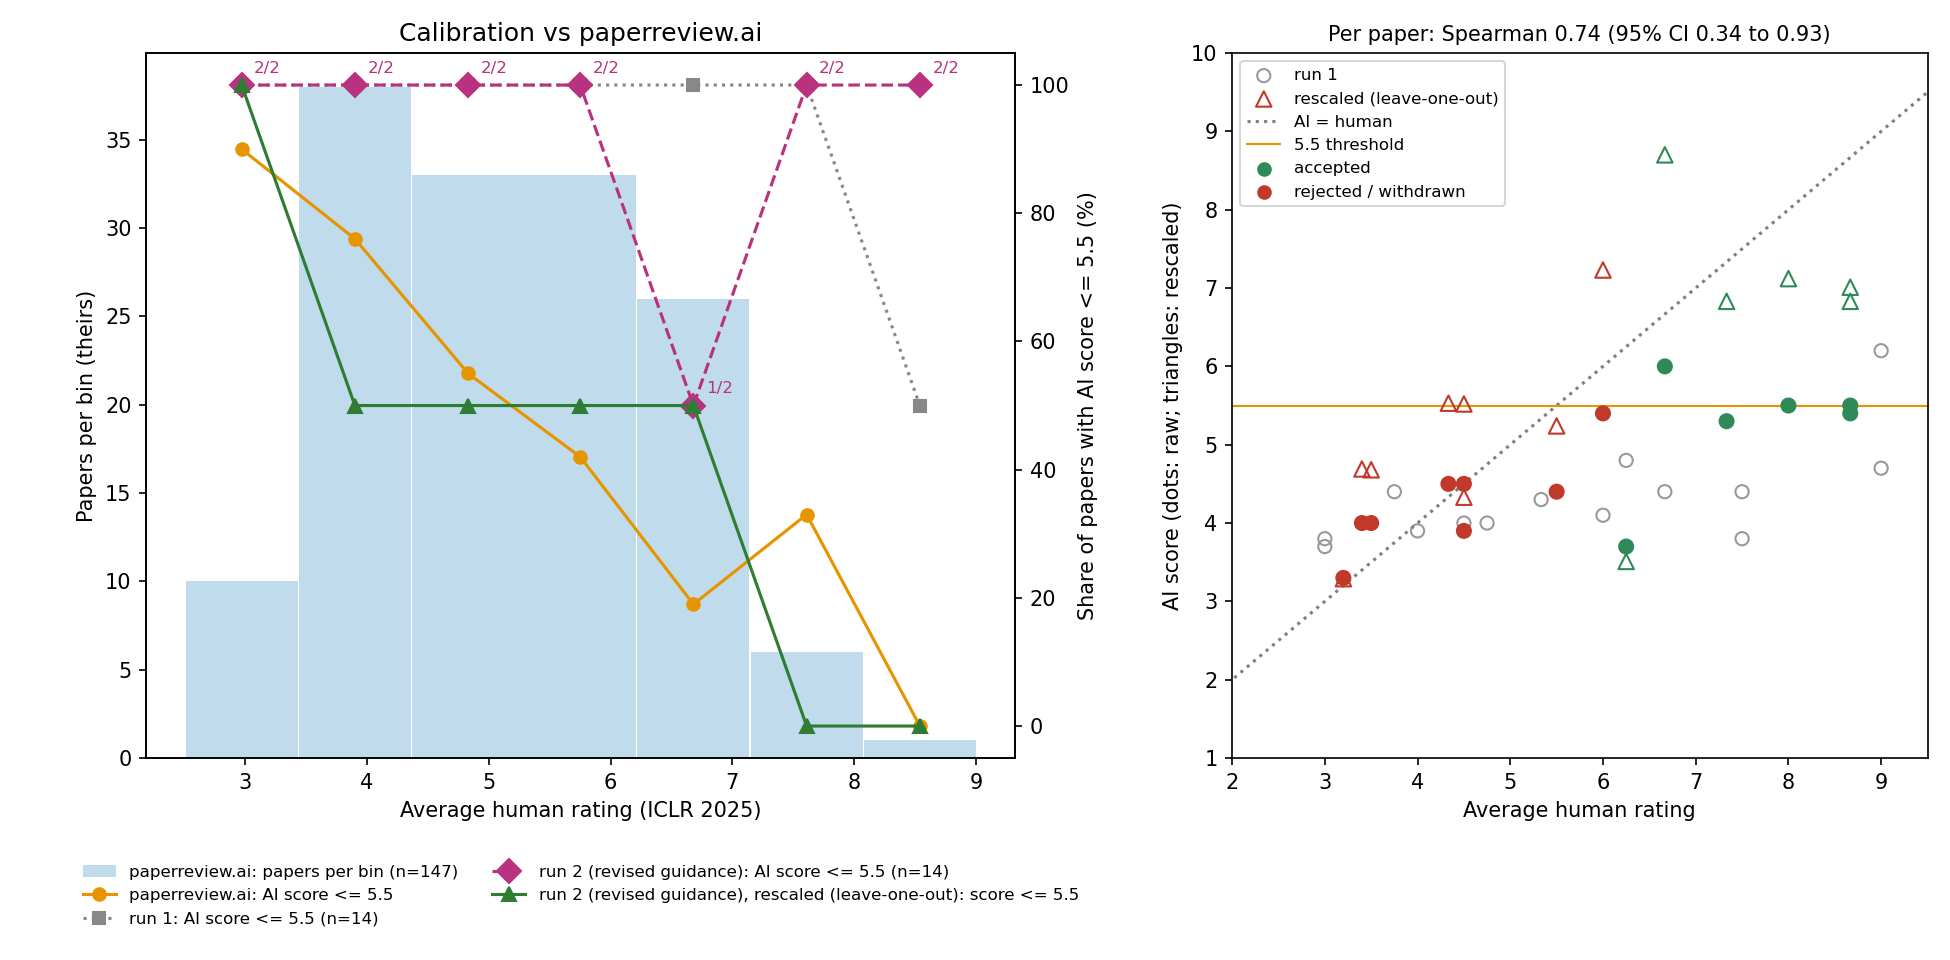 Calibration vs paperreview.ai
2/2
2/2
2/2
2/2
2/2
2/2
1/2
35
30
25
20
15
10
5
0
Papers per bin (theirs)
100
80
60
40
20
0
Share of papers with AI score <= 5.5 (%)
3
4
5
6
7
8
9
Average human rating (ICLR 2025)
paperreview.ai: papers per bin (n=147)
paperreview.ai: AI score <= 5.5
run 1: AI score <= 5.5 (n=14)
run 2 (revised guidance): AI score <= 5.5 (n=14)
run 2 (revised guidance), rescaled (leave-one-out): score <= 5.5
Per paper: Spearman 0.74 (95% CI 0.34 to 0.93)
run 1
rescaled (leave-one-out)
AI = human
5.5 threshold
accepted
rejected / withdrawn
10
9
8
7
6
5
4
3
2
1
AI score (dots: raw; triangles: rescaled)
2
3
4
5
6
7
8
9
Average human rating